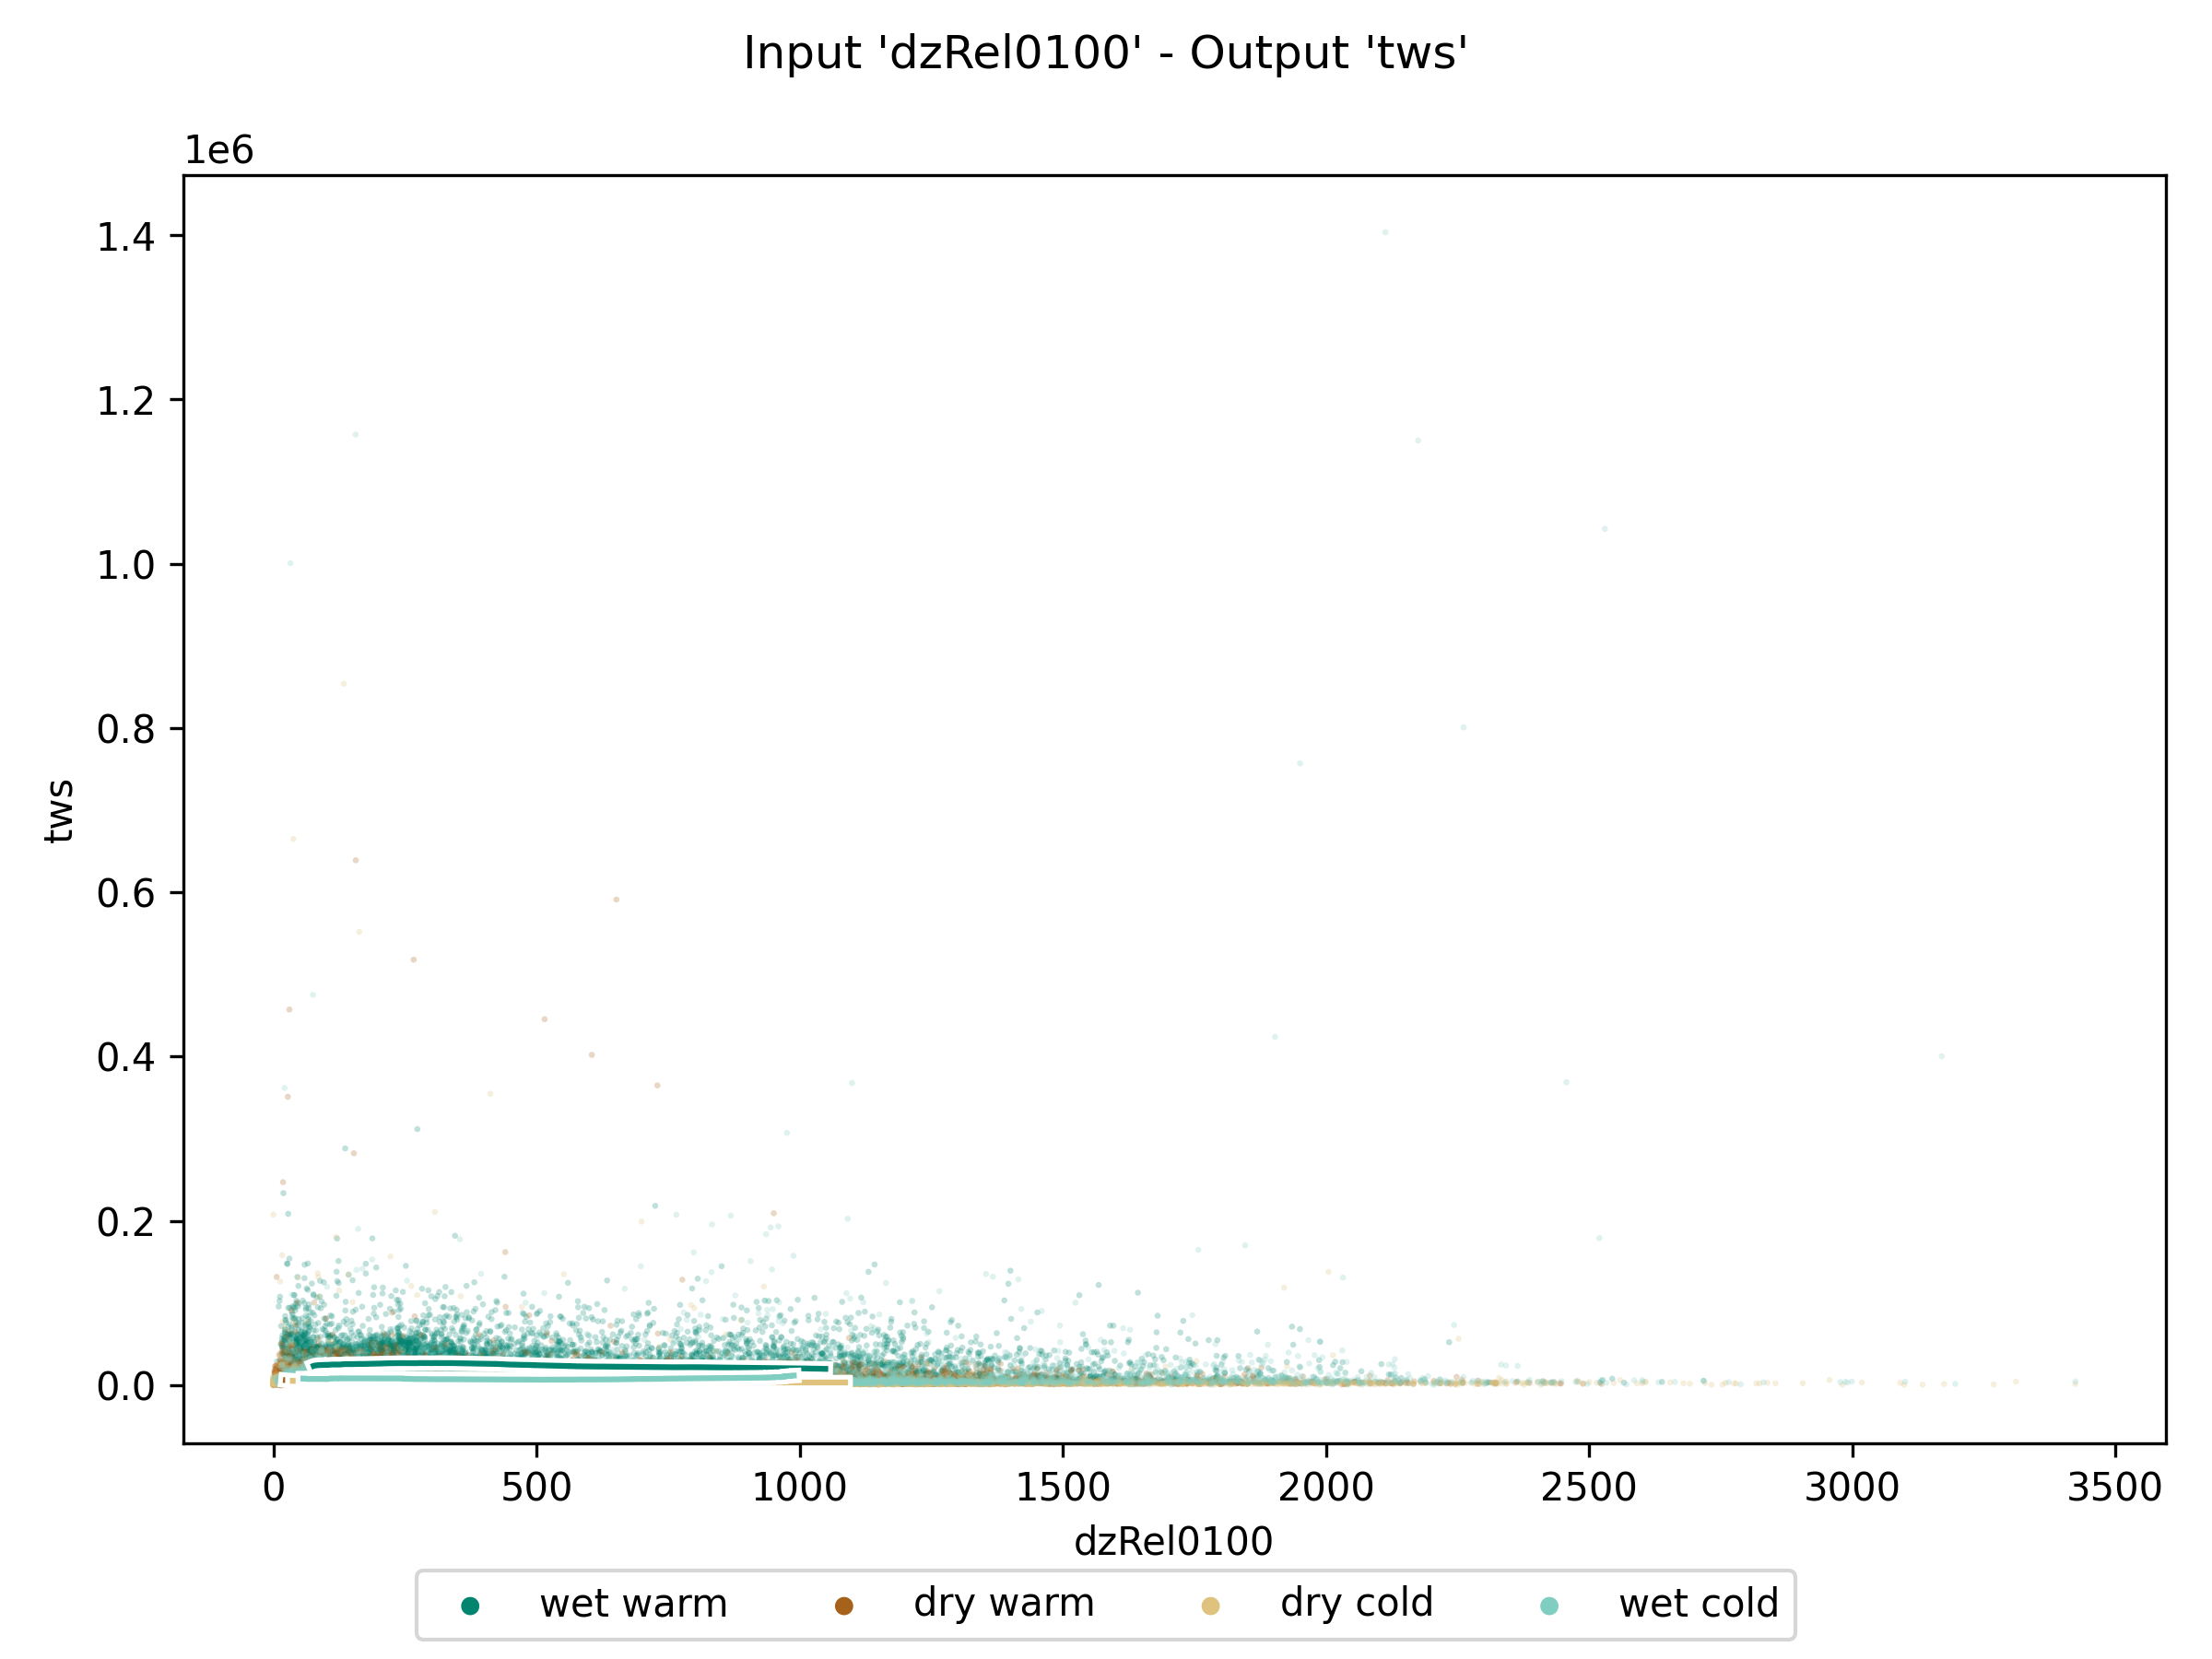 Input 'dzRel0100' - Output 'tws'
1e6
1.4
1.2
1.0
0.8
0.6
0.4
0.2
0.0
tws
0 500 1000 1500 2000 2500 3000 3500
dzRel0100
wet warm dry warm dry cold wet cold